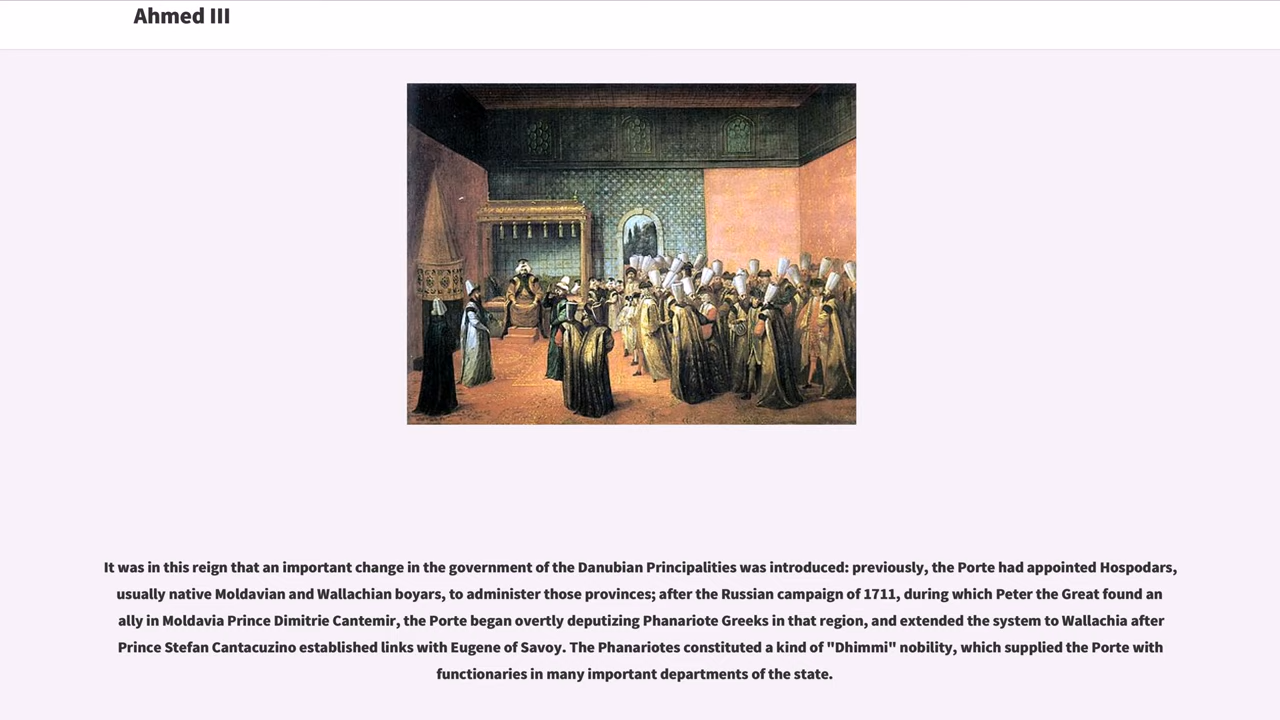 Ahmed III
It was in this reign that an important change in the government of the Danubian Principalities was introduced: previously, the Porte had appointed Hospodars,
usually native Moldavian and Wallachian boyars, to administer those provinces; after the Russian campaign of 1711, during which Peter the Great found an
ally in Moldavia Prince Dimitrie Cantemir, the Porte began overtly deputizing Phanariote Greeks in that region, and extended the system to Wallachia after
Prince Stefan Cantacuzino established links with Eugene of Savoy. The Phanariotes constituted a kind of "Dhimmi" nobility, which supplied the Porte with
functionaries in many important departments of the state.